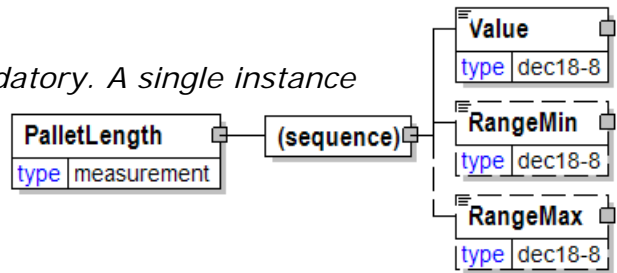 Value
type dec18-8
datory. A single instance
RangeMin
PalletLength
(sequence)
type dec18-8
type measurement
RangeMax
type dec18-8